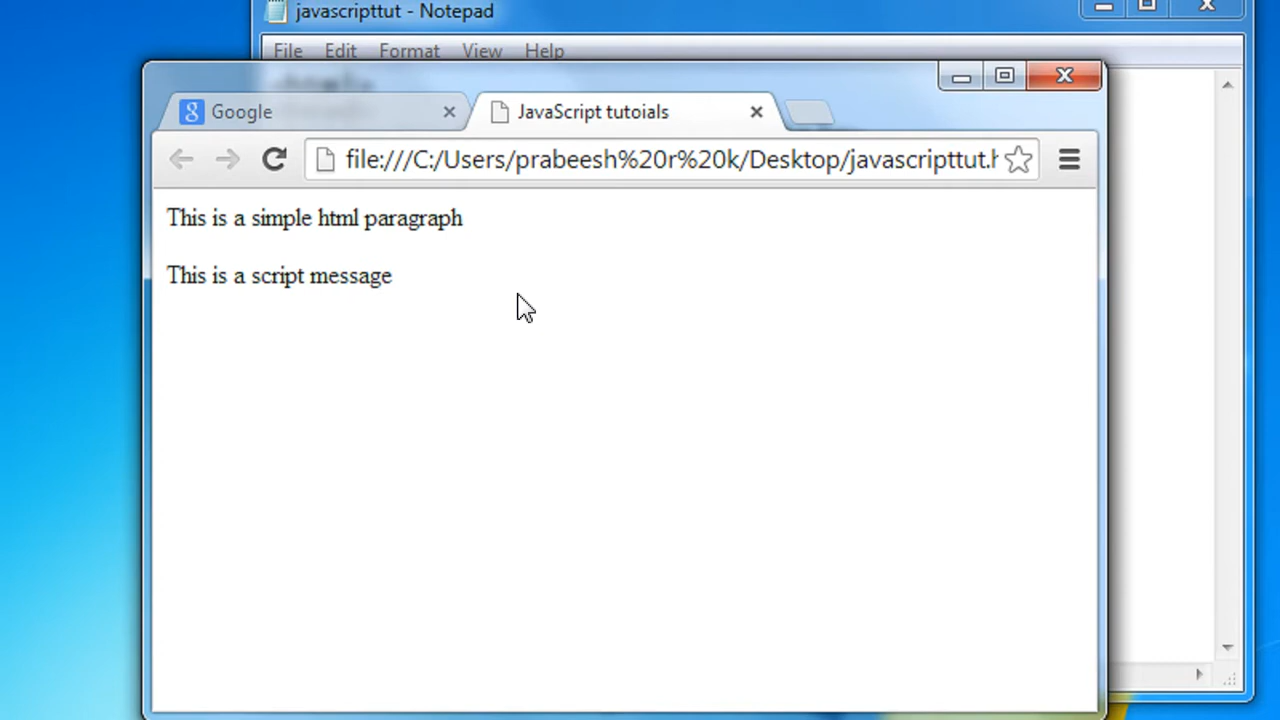 javascripttut - Notepad
File Edit Format View Help
Google
JavaScript tutoials
file:///C:/Users/prabeesh%20r%20k/Desktop/javascripttut.h
This is a simple html paragraph
This is a script message